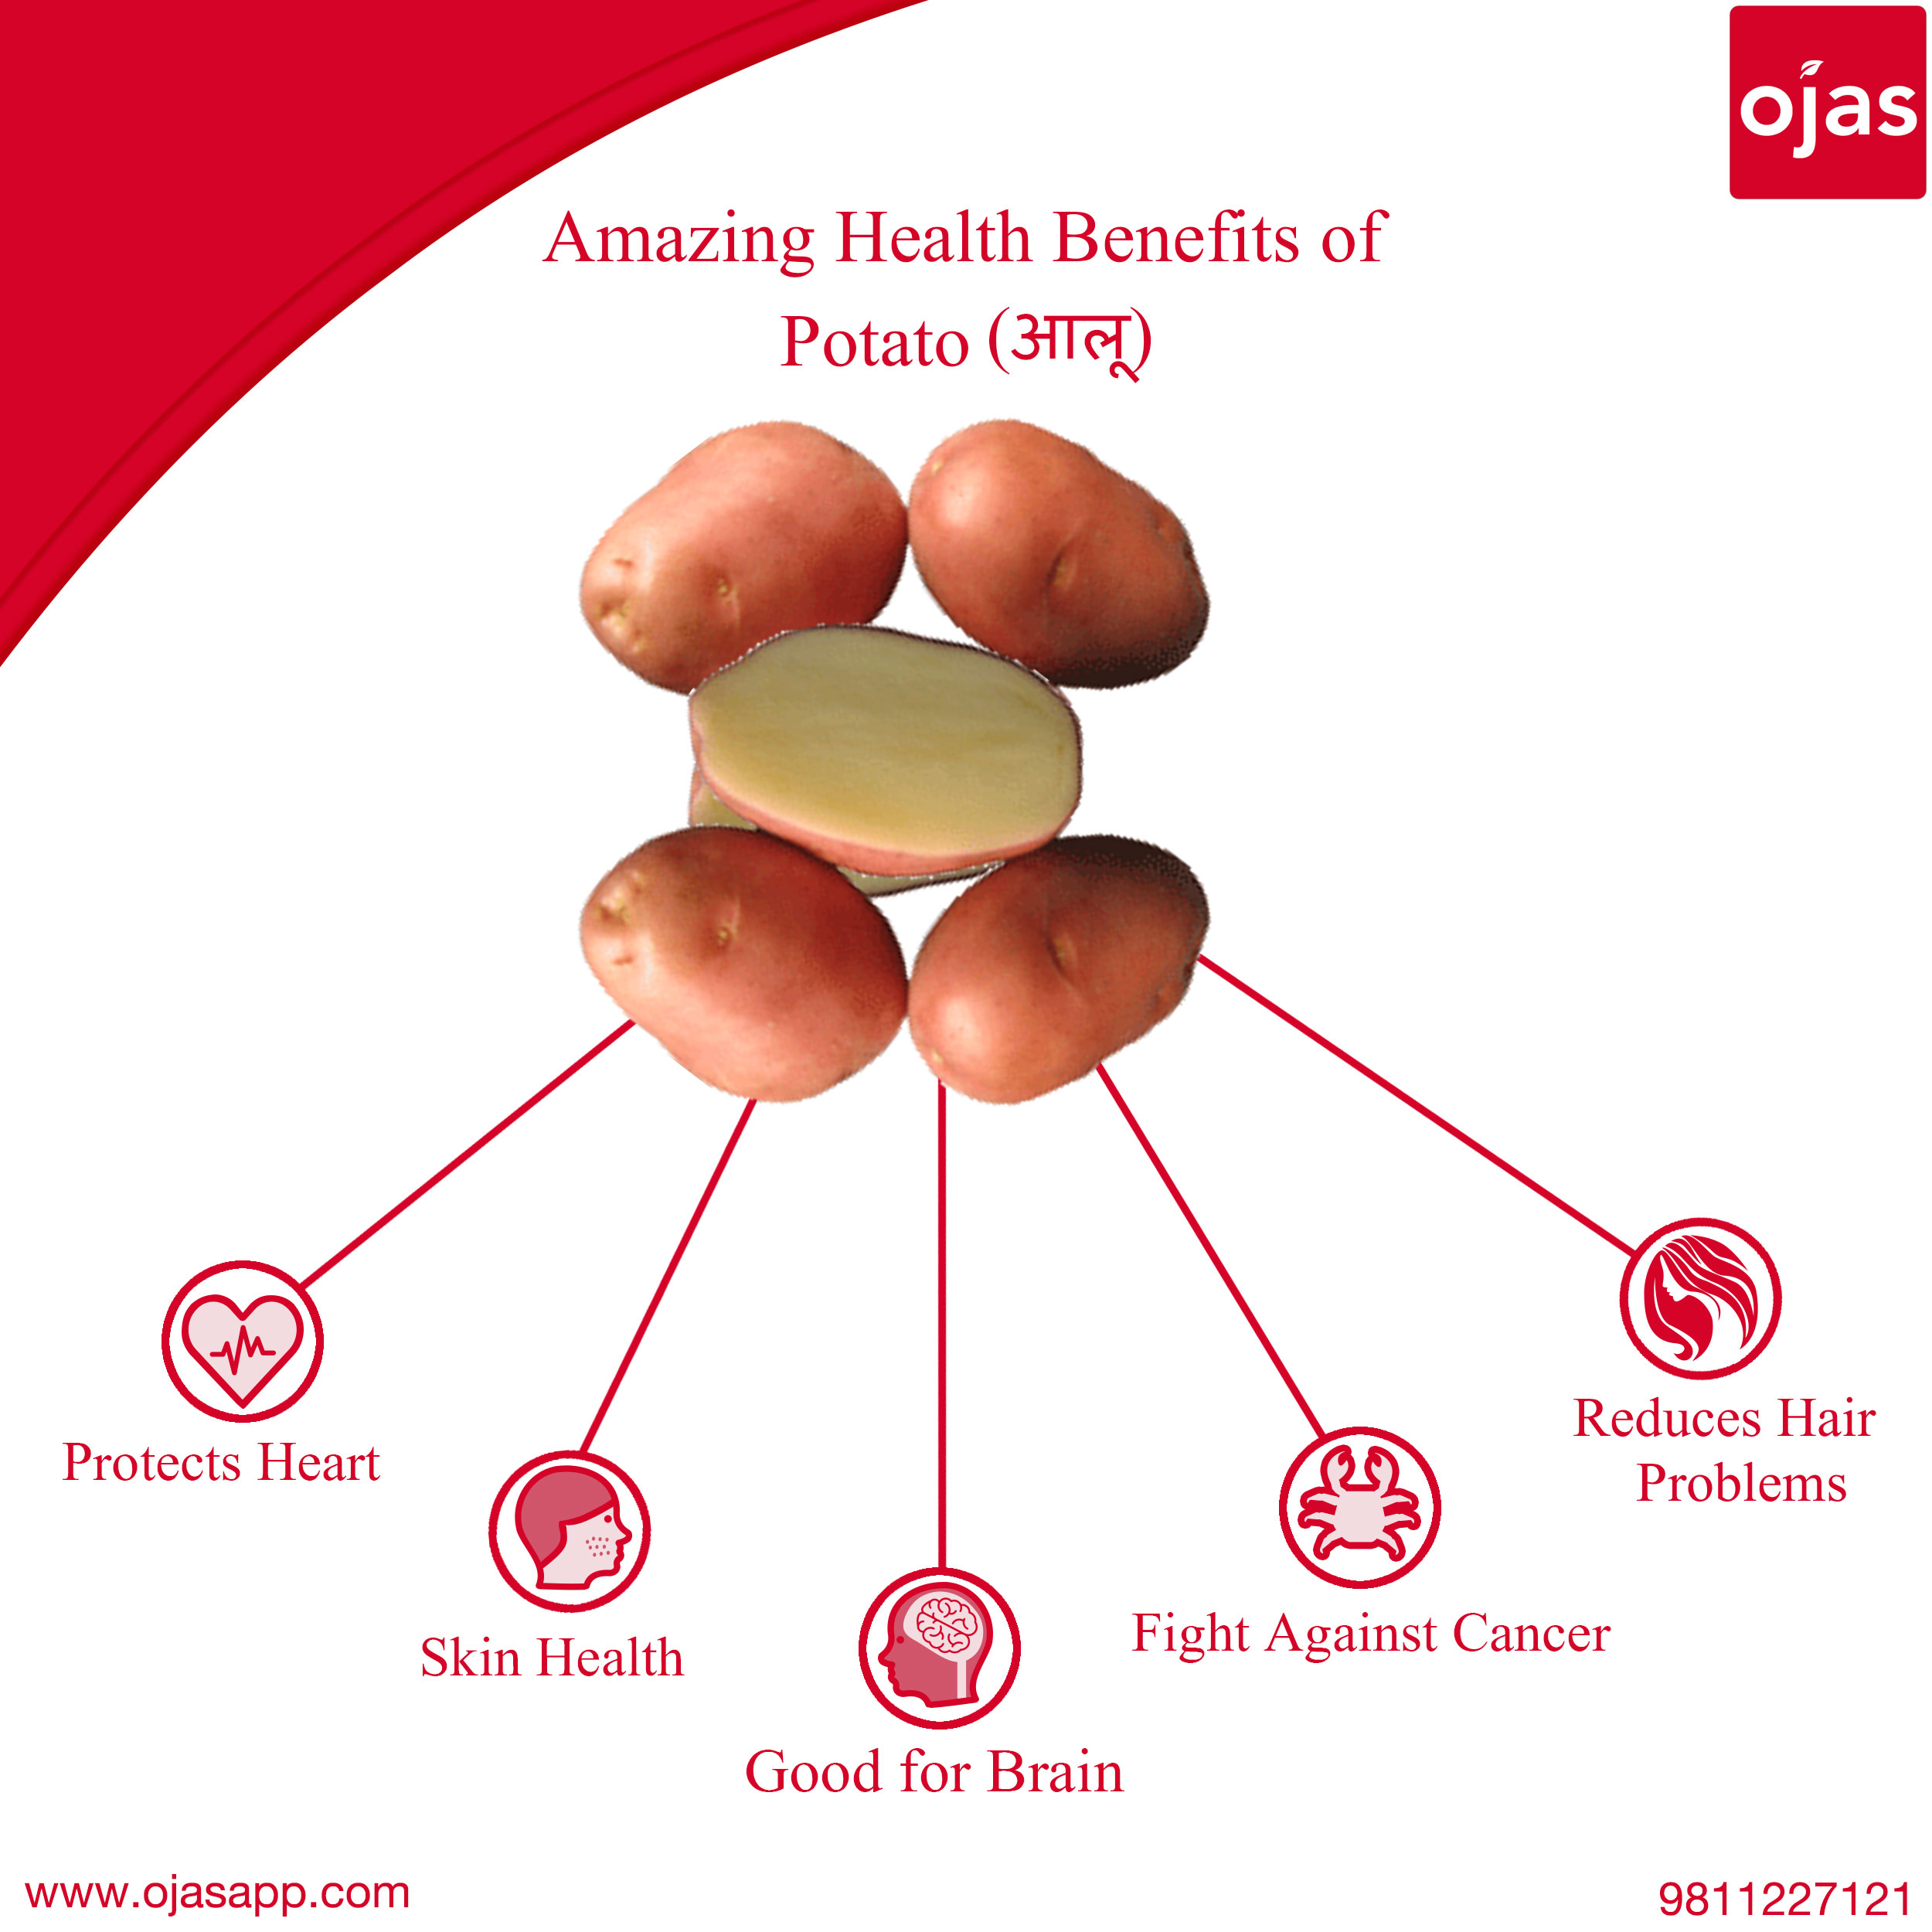 ojas
Amazing Health Benefits of
Potato (आलू)
Protects Heart
Skin Health
Good for Brain
Fight Against Cancer
Reduces Hair
Problems
www.ojasapp.com
9811227121